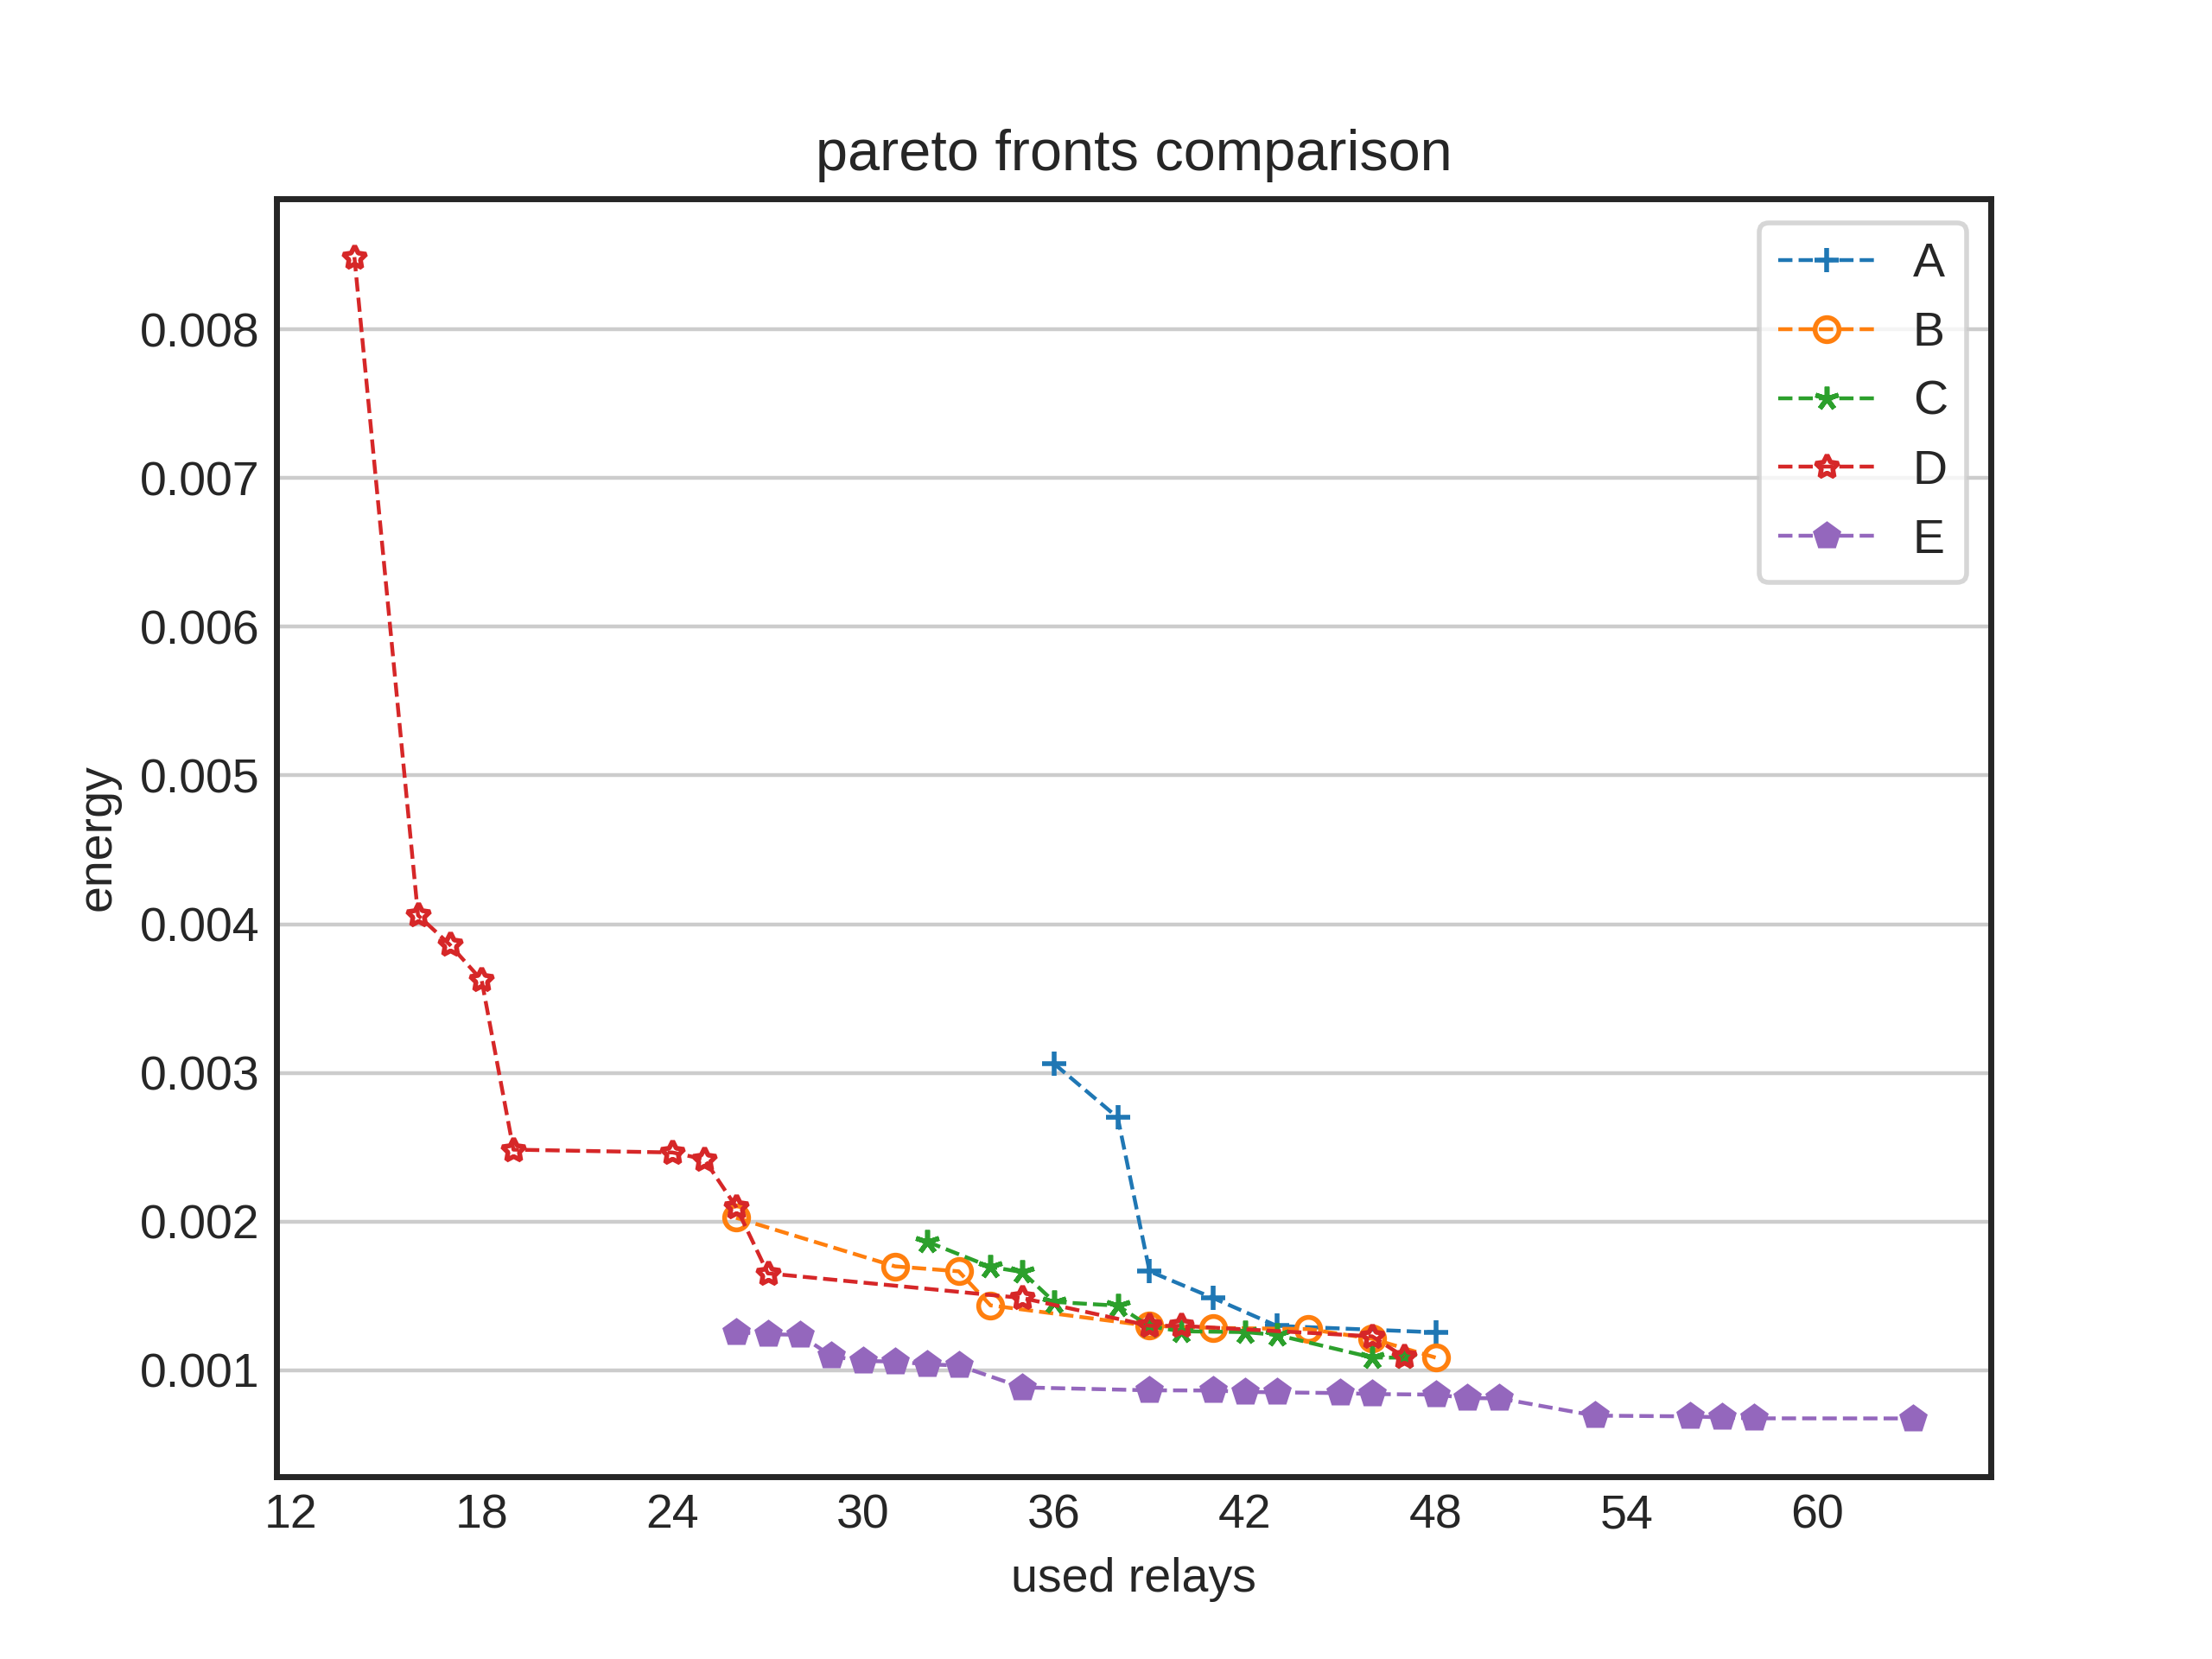 pareto fronts comparison
A
B
C
D
E
0.008
0.007
0.006
0.005
0.004
0.003
0.002
0.001
energy
12 18 24 30 36 42 48 54 60
used relays